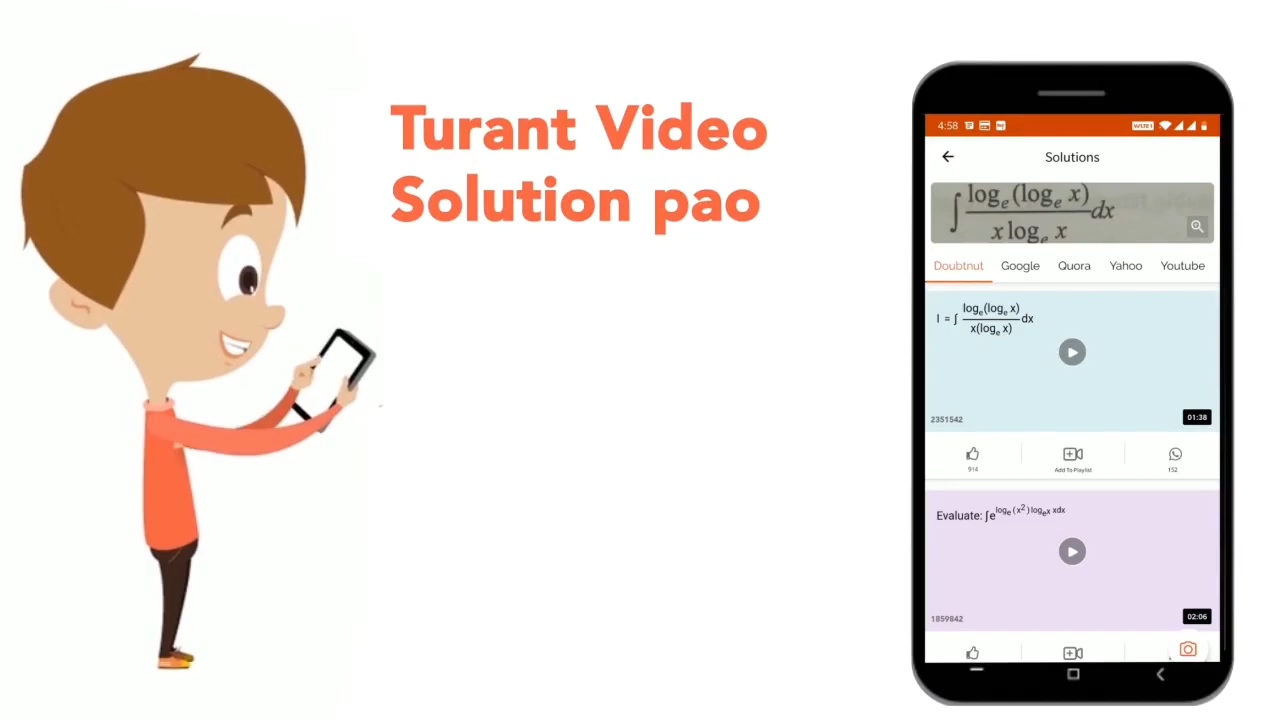 Turant Video
Solution pao
4:58
VoLTE1
Solutions
∫ logₑ(logₑ x) / x logₑ x dx
Doubtnut Google Quora Yahoo Youtube
I = ∫ logₑ(logₑ x) / x(logₑ x) dx
2351542 01:38
914 Add To Playlist 152
Evaluate: ∫e^logₑ(x²)logₑx xdx
1859842 02:06